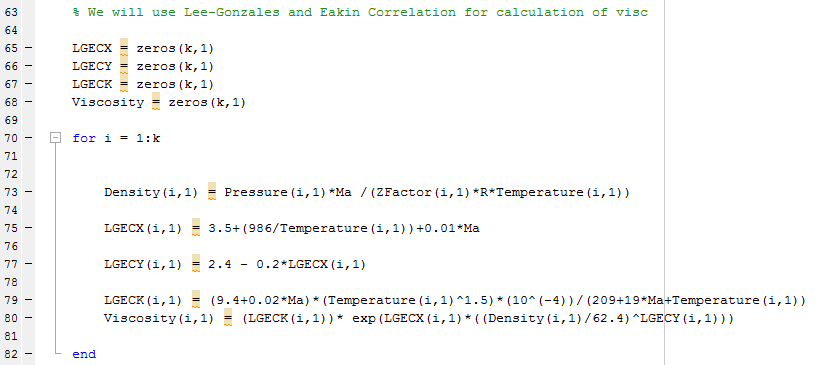 63 % We will use Lee-Gonzales and Eakin Correlation for calculation of visc
64
65 - LGECX = zeros(k,1)
66 - LGECY = zeros(k,1)
67 - LGECK = zeros(k,1)
68 - Viscosity = zeros(k,1)
69
70 - for i = 1:k
71
72
73 - Density(i,1) = Pressure(i,1)*Ma /(ZFactor(i,1)*R*Temperature(i,1))
74
75 - LGECX(i,1) = 3.5+(986/Temperature(i,1))+0.01*Ma
76
77 - LGECY(i,1) = 2.4 - 0.2*LGECX(i,1)
78
79 - LGECK(i,1) = (9.4+0.02*Ma)*(Temperature(i,1)^1.5)*(10^(-4))/(209+19*Ma+Temperature(i,1))
80 - Viscosity(i,1) = (LGECK(i,1))* exp(LGECX(i,1)*((Density(i,1)/62.4)^LGECY(i,1)))
81
82 - end